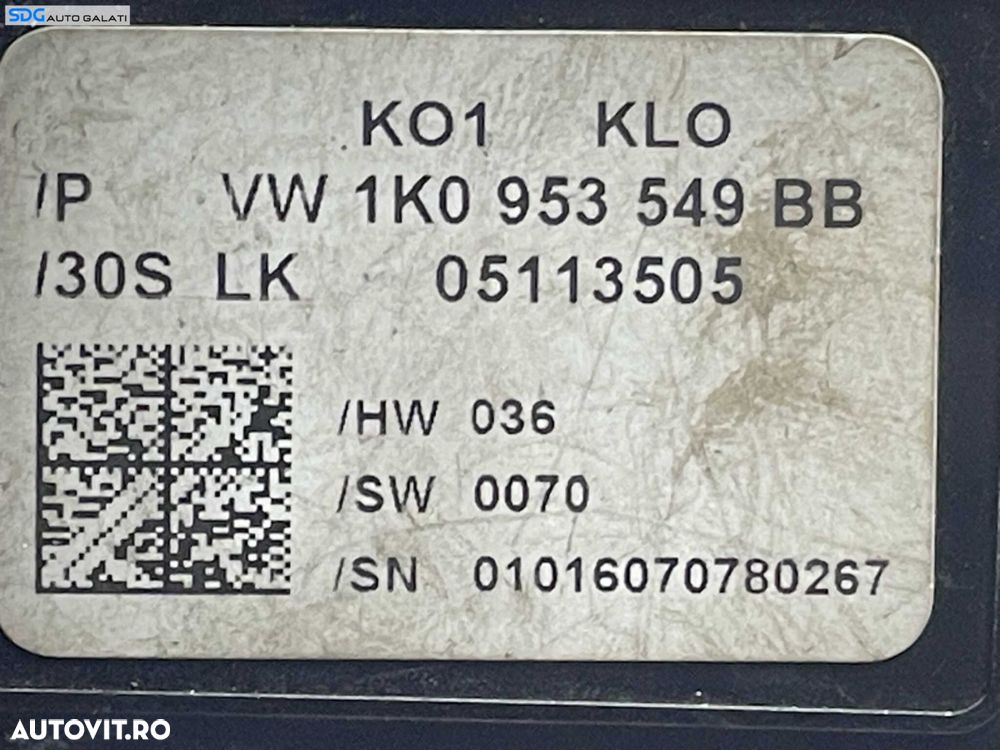 SDG AUTO GALATI
KO1 KLO
/P VW 1K0 953 549 BB
/30S LK 05113505
/HW 036
/SW 0070
/SN 01016070780267
AUTOVIT.RO